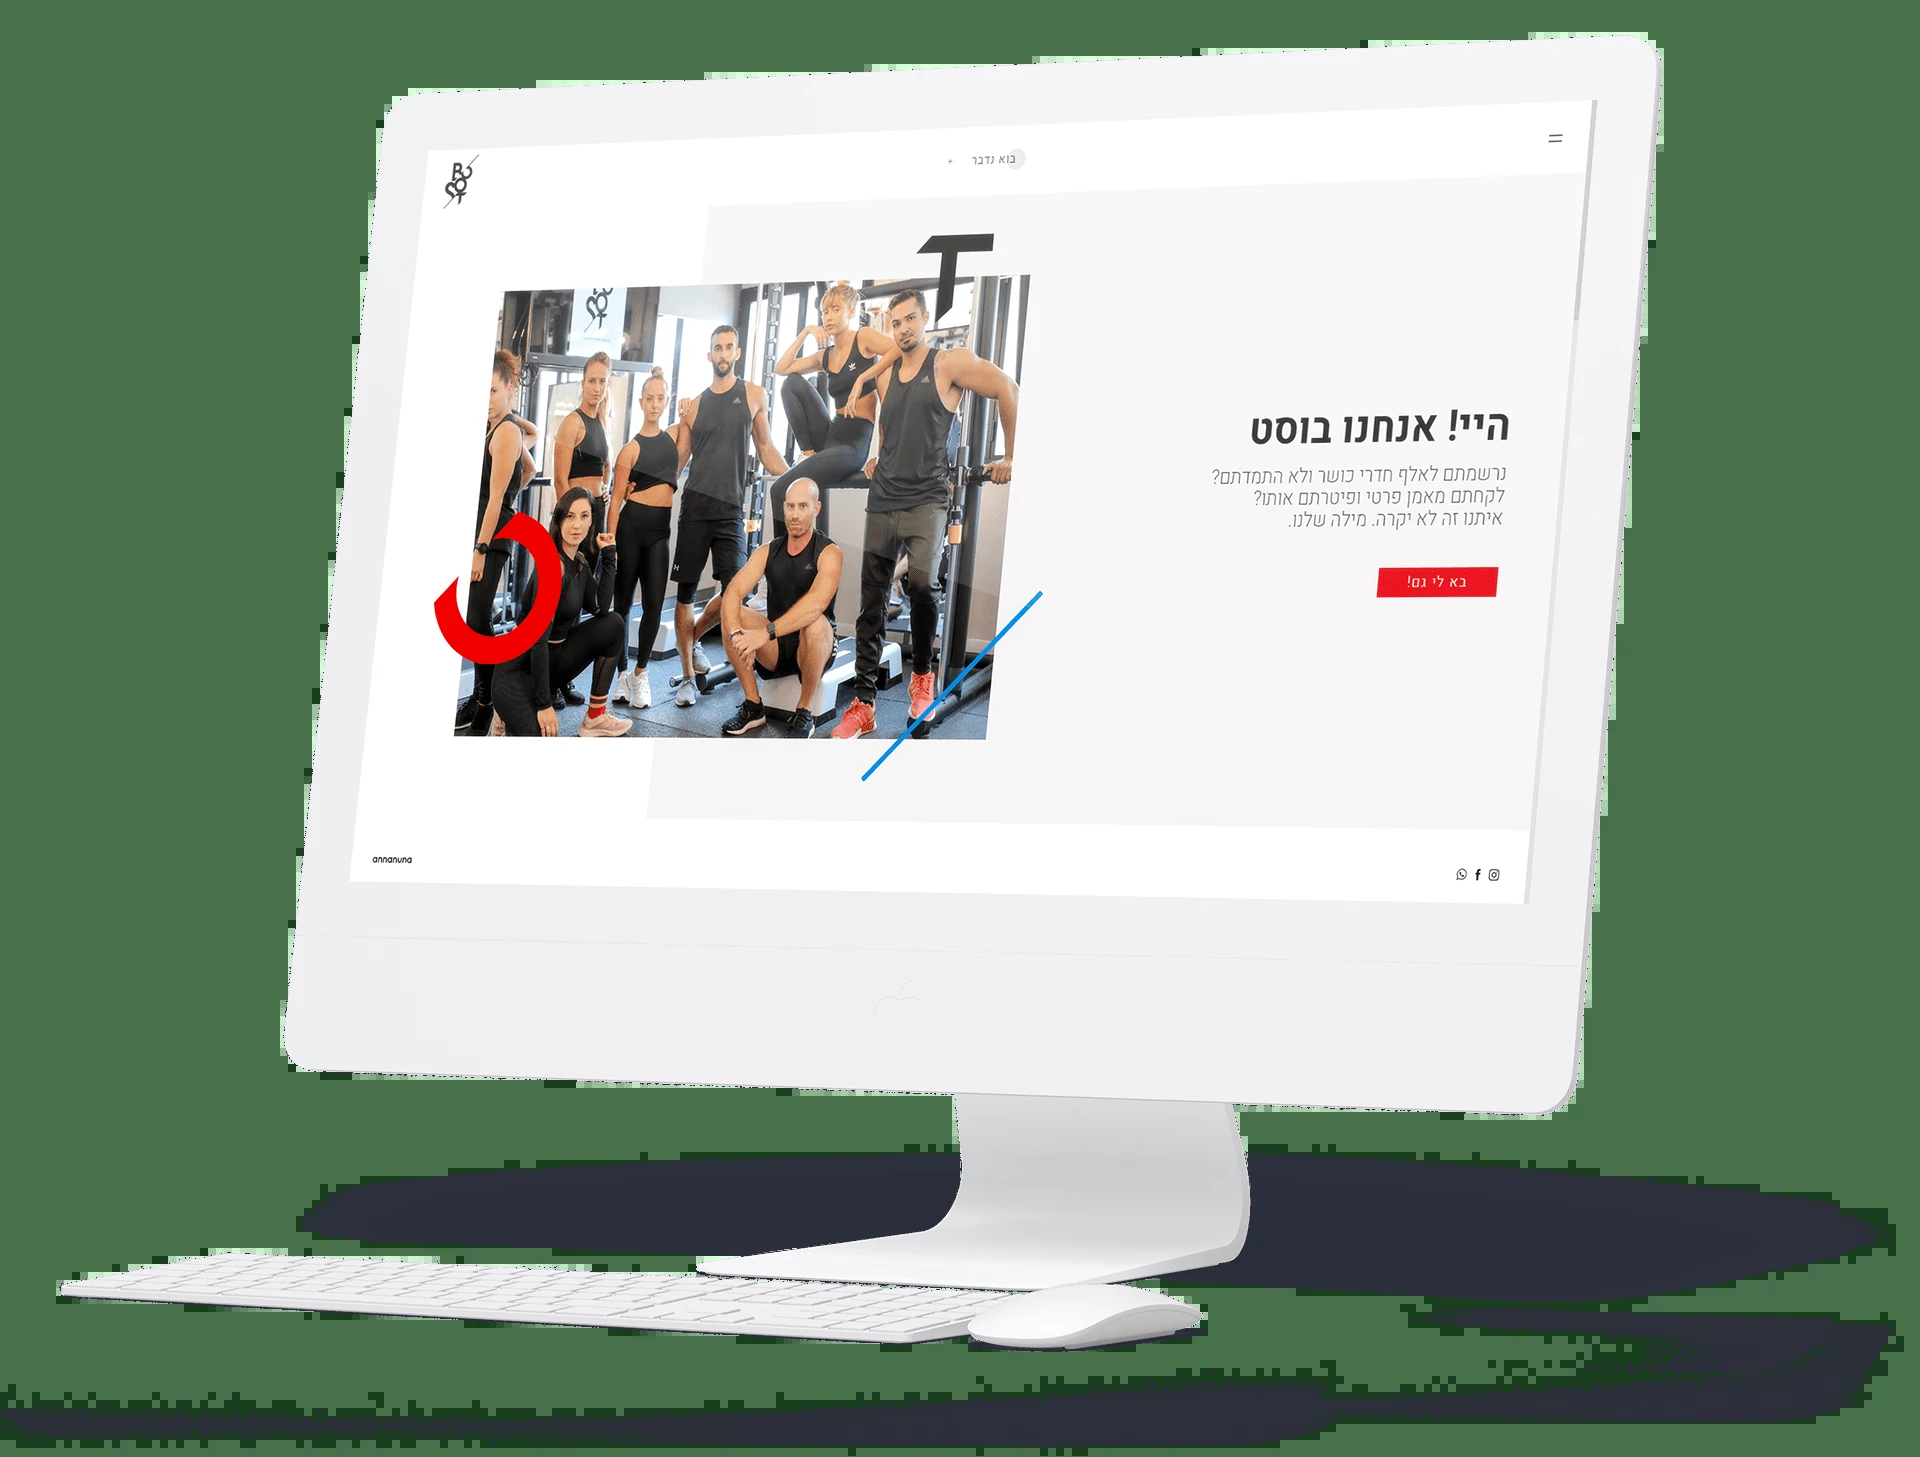 BOOST
בוא נדבר +
T
היי! אנחנו בוסט
נרשמתם לאלף חדרי כושר ולא התמדתם?
לקחתם מאמן פרטי ופיטרתם אותו?
איתנו זה לא יקרה. מילה שלנו.
בא לי גם!
annanuna